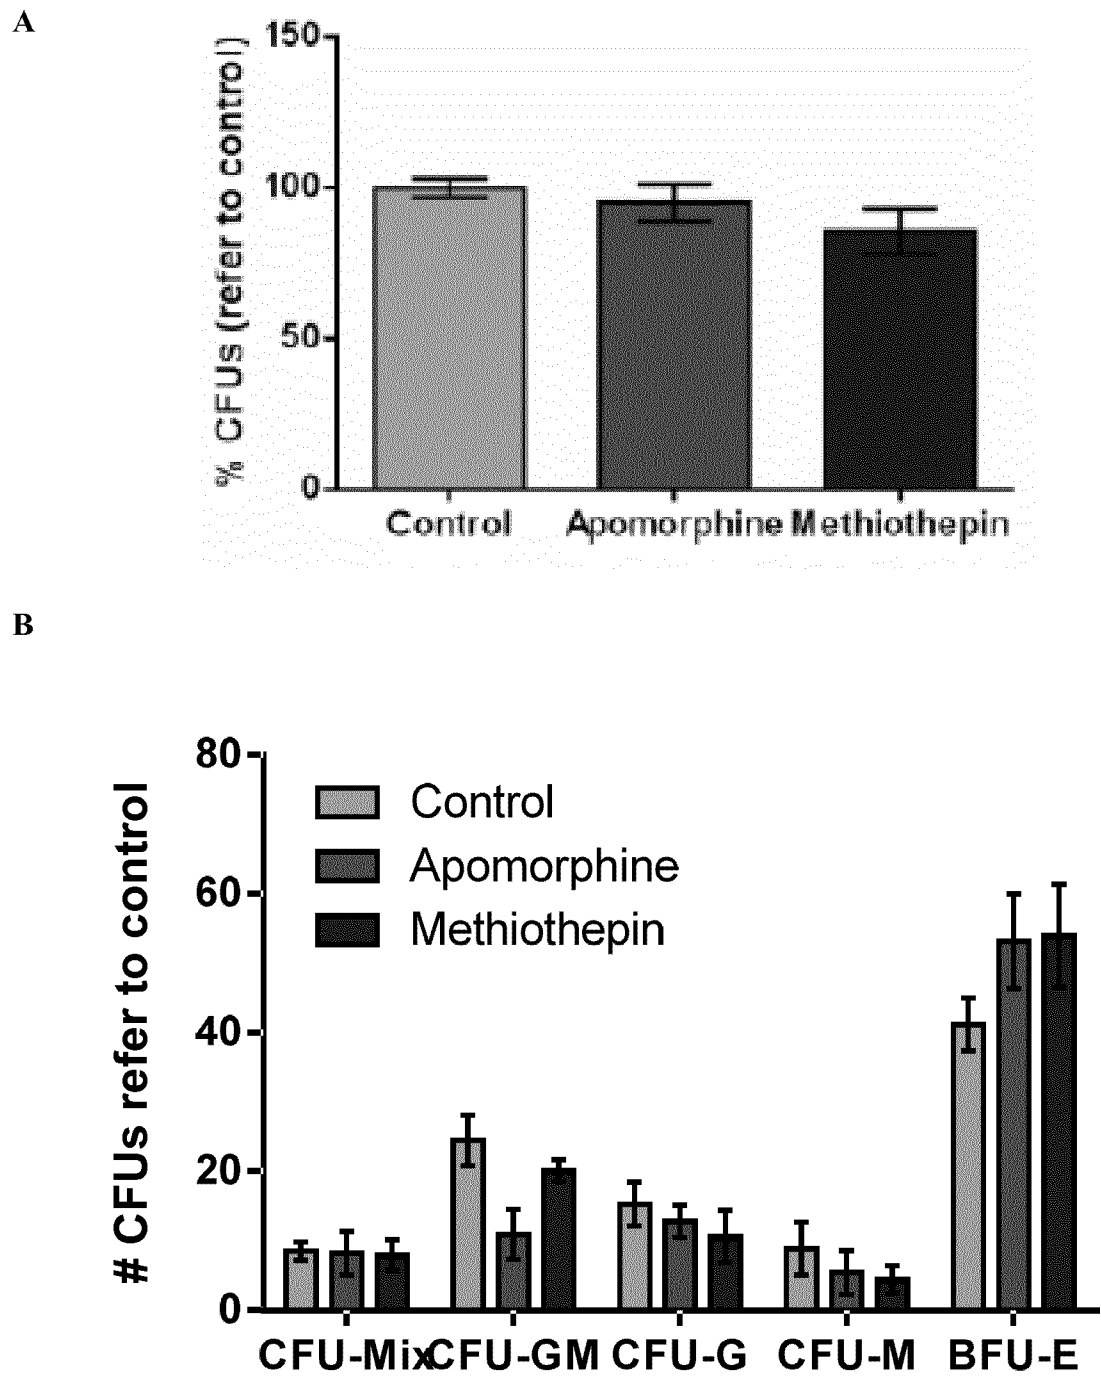 A
150
100
50
0
% CFUs (refer to control)
Control Apomorphine Methiothepin
B
80
60
40
20
0
# CFUs refer to control
Control
Apomorphine
Methiothepin
CFU-Mix CFU-GM CFU-G CFU-M BFU-E